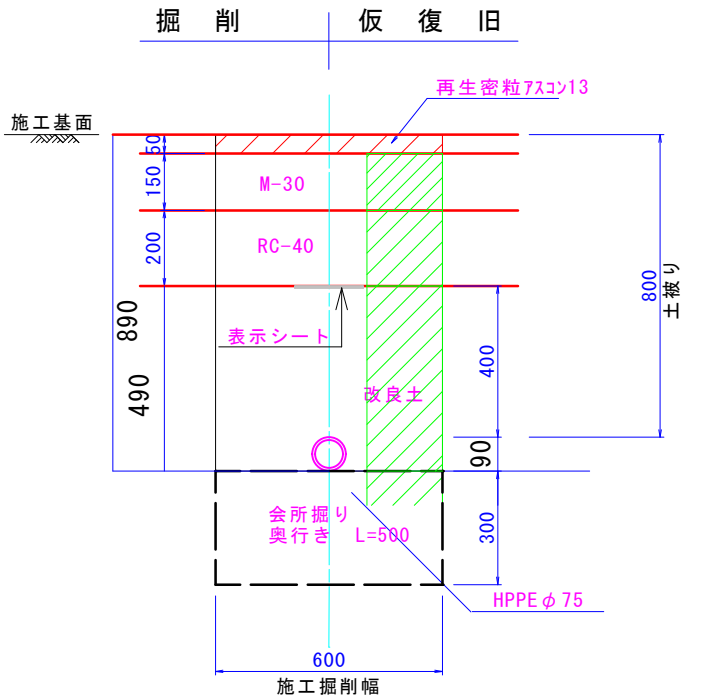 掘 削
仮 復 旧
再生密粒ｱｽｺﾝ13
施工基面
50
150
M-30
200
RC-40
800
土被り
890
表示シート
400
490
改良土
90
会所掘り
奥行き L=500
300
HPPEφ75
600
施工掘削幅